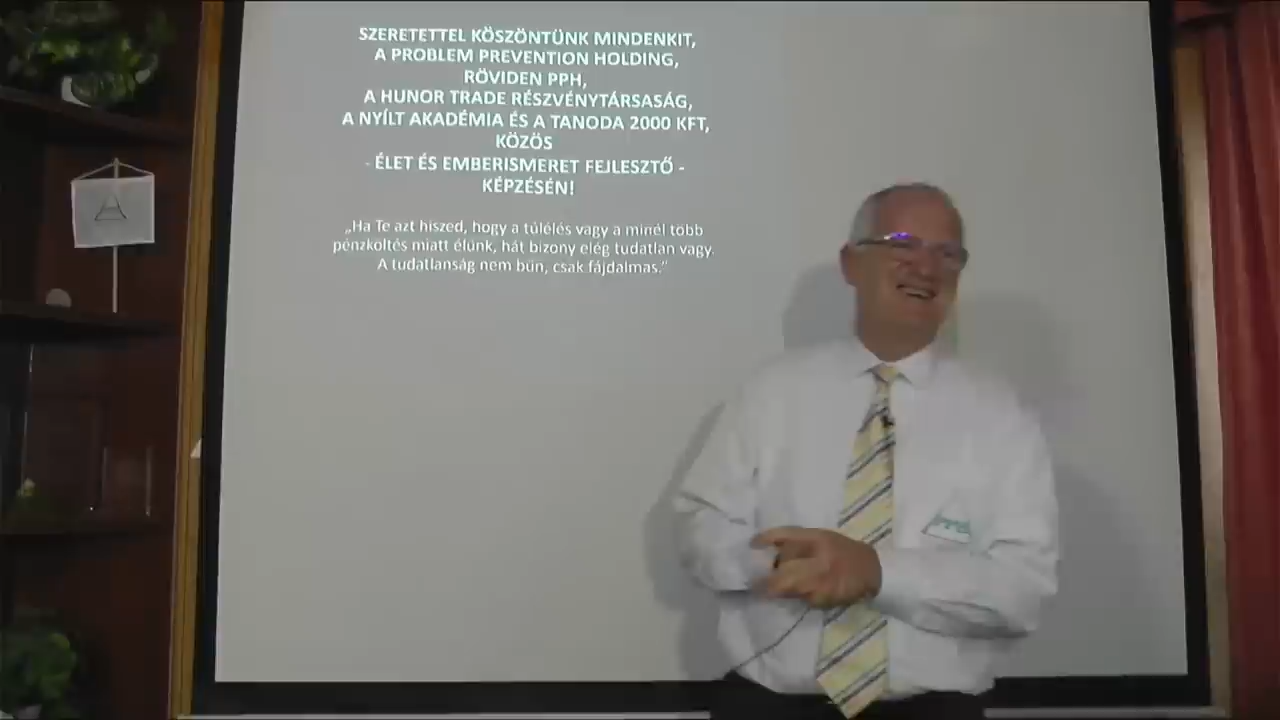 SZERETETTEL KÖSZÖNTÜNK MINDENKIT,
A PROBLEM PREVENTION HOLDING,
RÖVIDEN PPH,
A HUNOR TRADE RÉSZVÉNYTÁRSASÁG,
A NYÍLT AKADÉMIA ÉS A TANODA 2000 KFT,
KÖZÖS
- ÉLET ÉS EMBERISMERET FEJLESZTŐ -
KÉPZÉSÉN!
„Ha Te azt hiszed, hogy a túlélés vagy a minél több
pénzköltés miatt élünk, hát bizony elég tudatlan vagy.
A tudatlanság nem bűn, csak fájdalmas.”